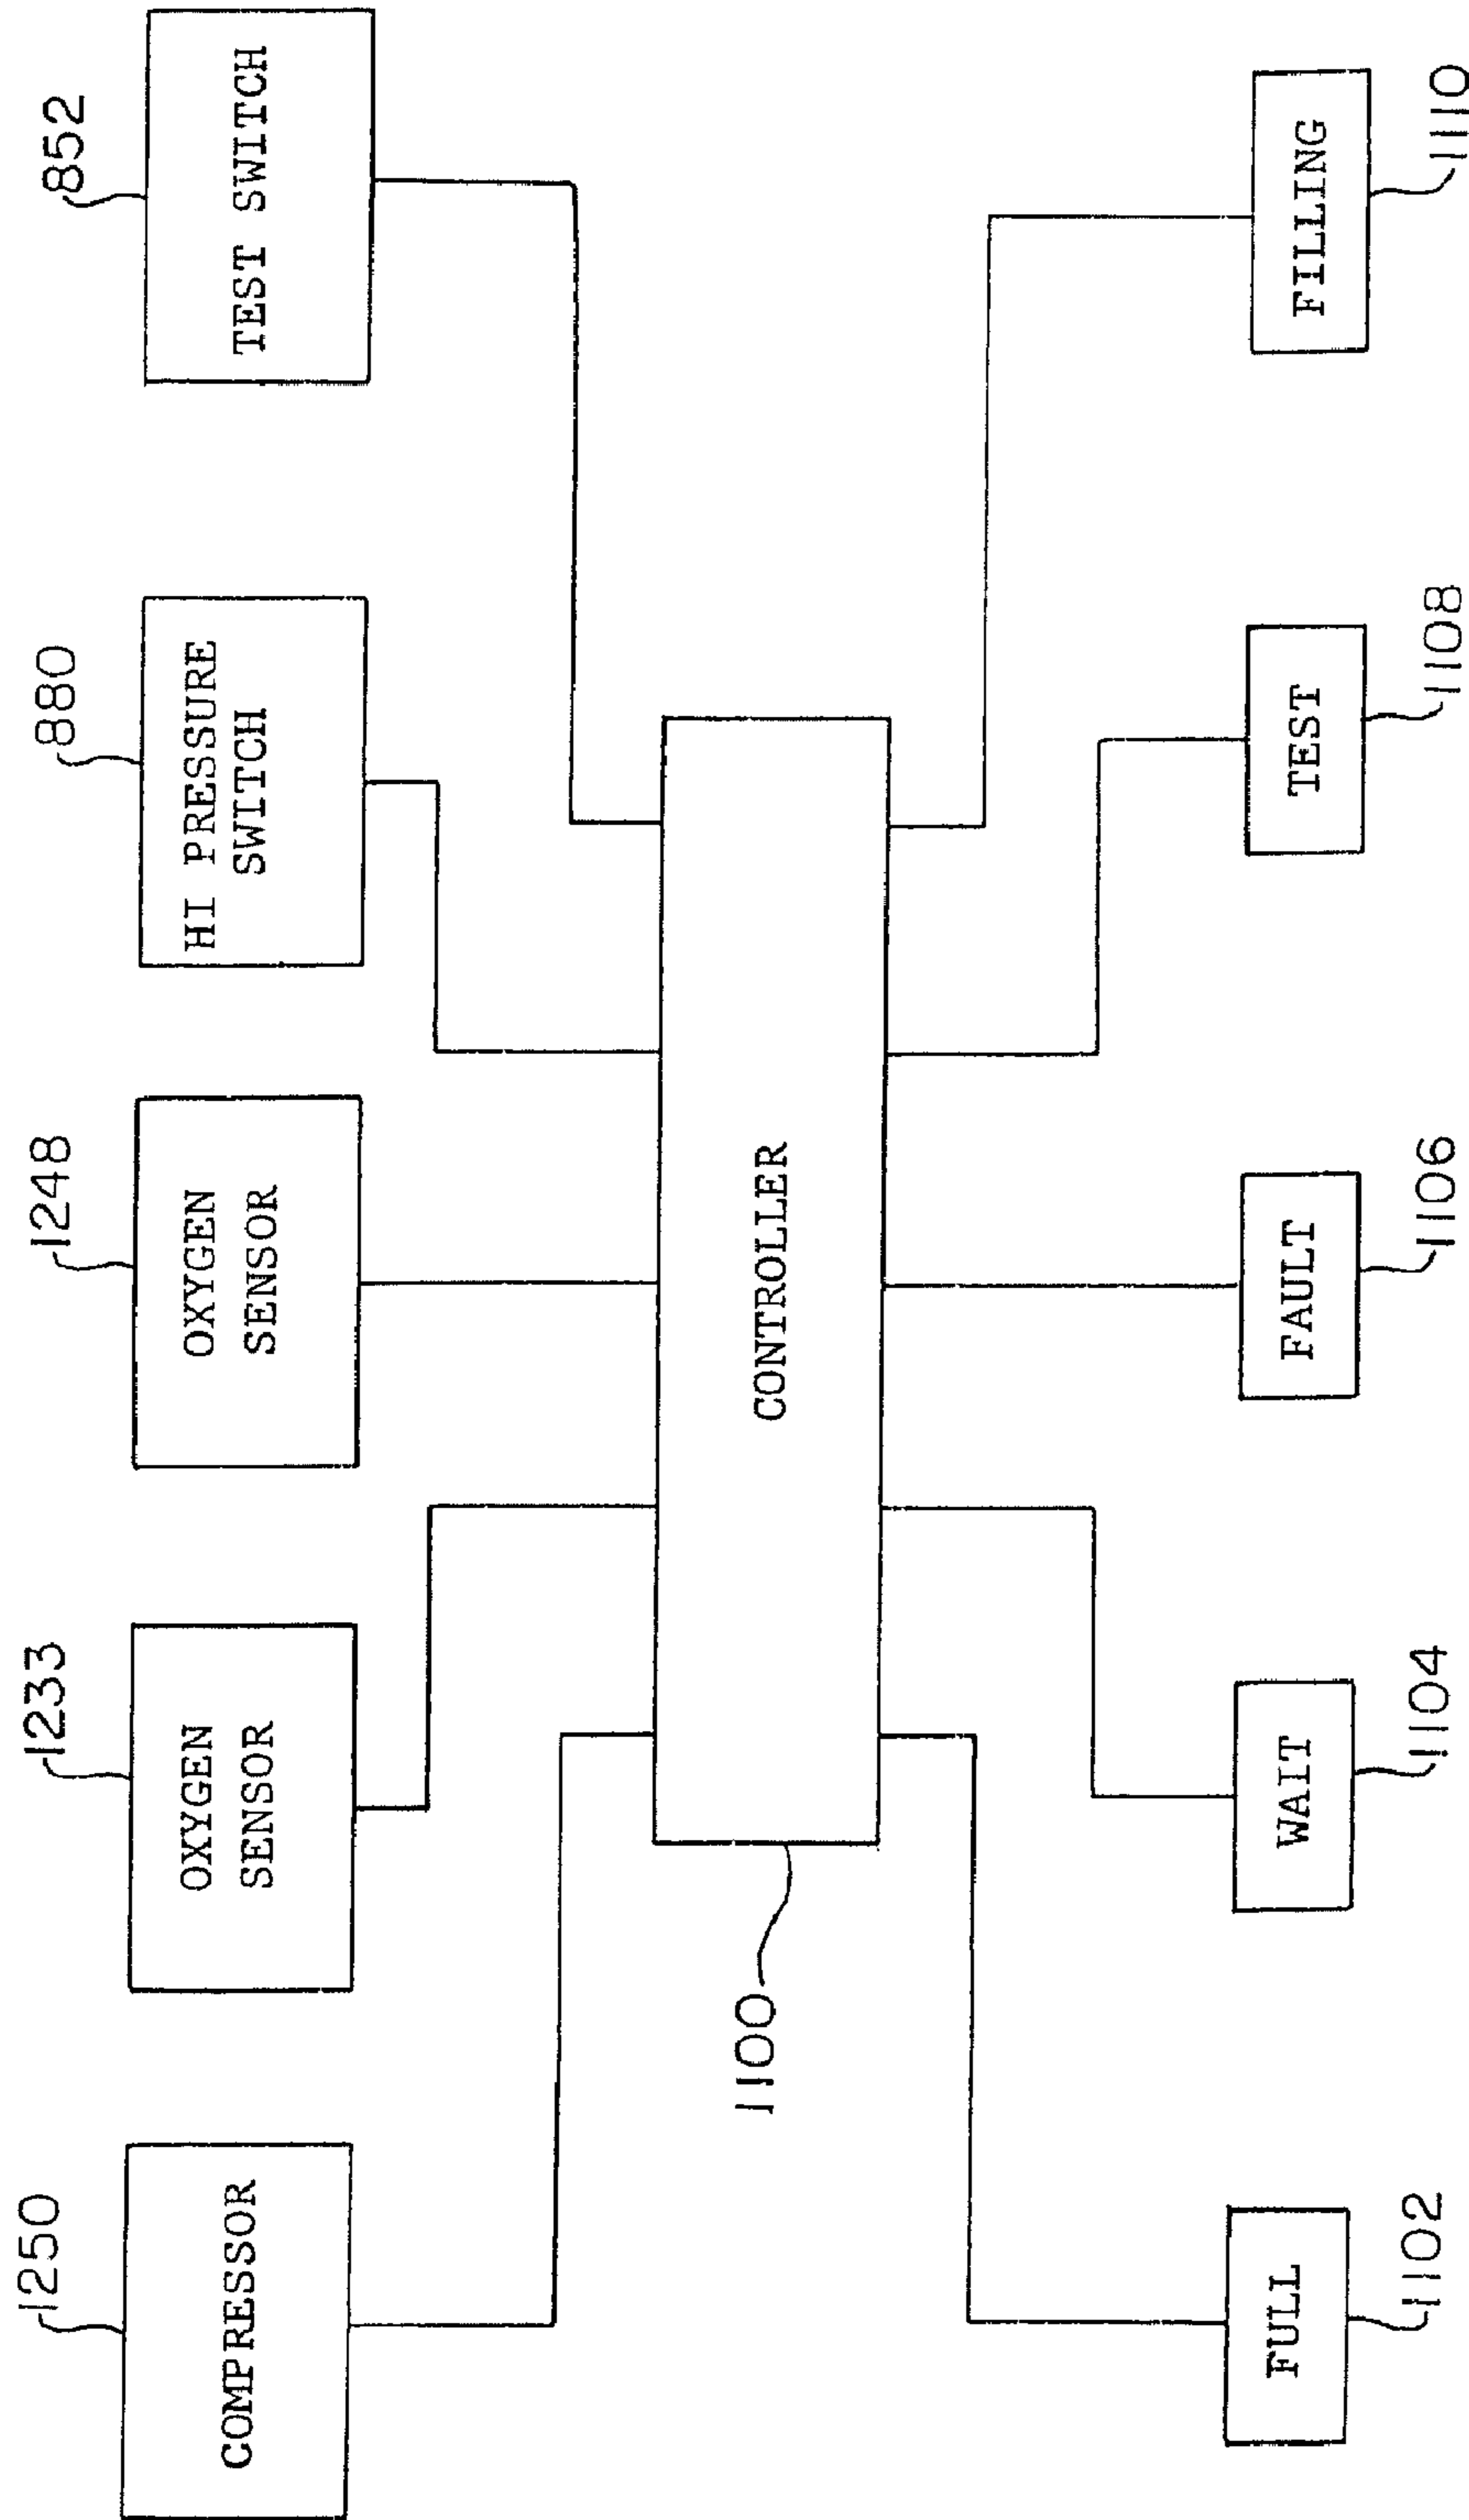 1250
1233
1248
880
852
COMPRESSOR
OXYGEN
SENSOR
OXYGEN
SENSOR
HI PRESSURE
SWITCH
TEST SWITCH
1100
CONTROLLER
FULL
WAIT
FAULT
TEST
FILLING
1102
1104
1106
1108
1110